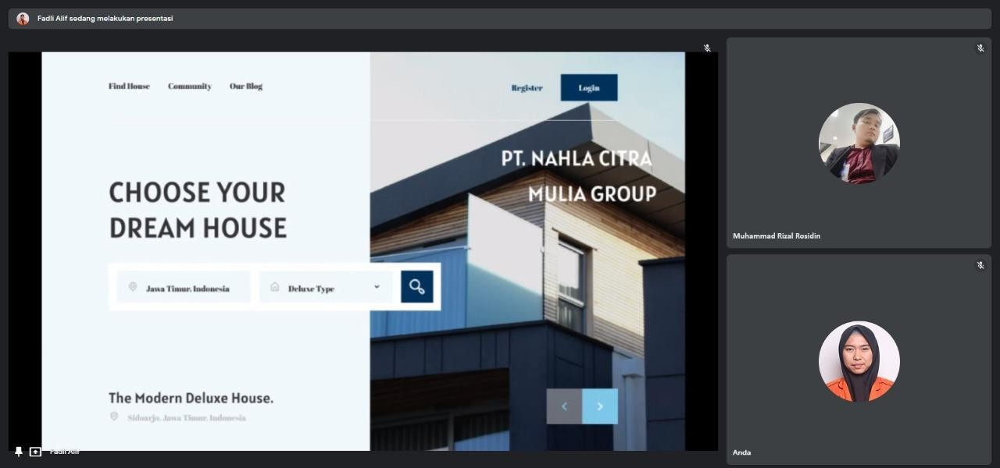 Fadli Alif sedang melakukan presentasi
Find House Community Our Blog
Register Login
PT. NAHLA CITRA
MULIA GROUP
CHOOSE YOUR
DREAM HOUSE
Jawa Timur, Indonesia Deluxe Type
The Modern Deluxe House.
Sidoarjo, Jawa Timur, Indonesia
Fadli Alif
Muhammad Rizal Rosidin
Anda